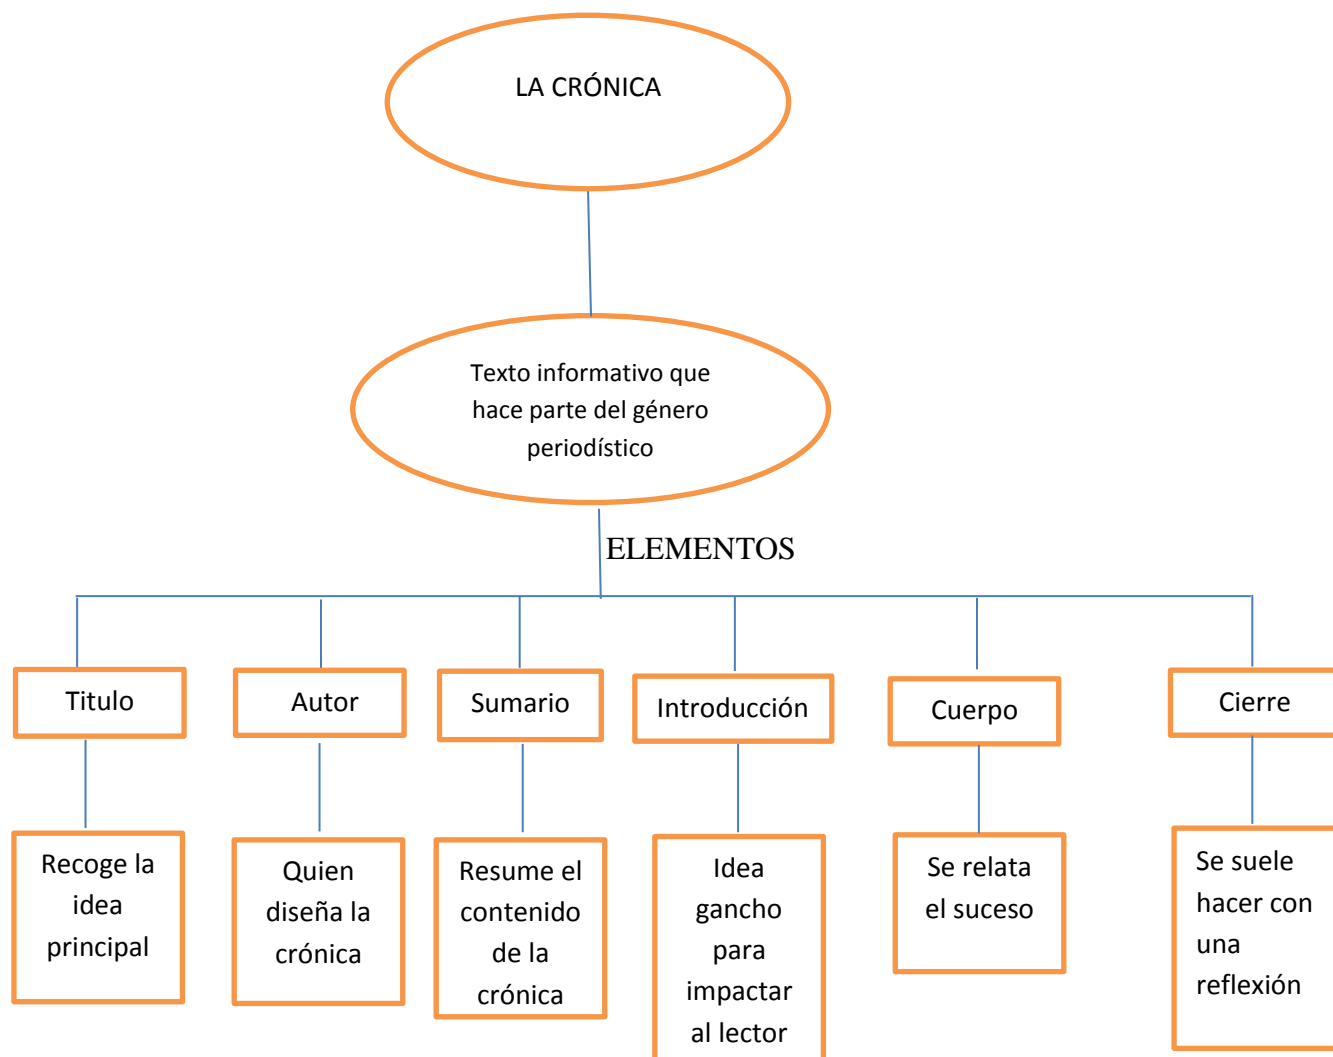 LA CRÓNICA
Texto informativo que
hace parte del género
periodístico
ELEMENTOS
Titulo
Autor
Sumario
Introducción
Cuerpo
Cierre
Recoge la
idea
principal
Quien
diseña la
crónica
Resume el
contenido
de la
crónica
Idea
gancho
para
impactar
al lector
Se relata
el suceso
Se suele
hacer con
una
reflexión